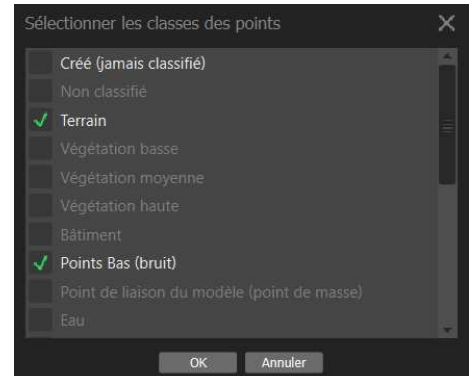 Sélectionner les classes des points
Créé (jamais classifié)
Non classifié
Terrain
Végétation basse
Végétation moyenne
Végétation haute
Bâtiment
Points Bas (bruit)
Point de liaison du modèle (point de masse)
Eau
OK Annuler